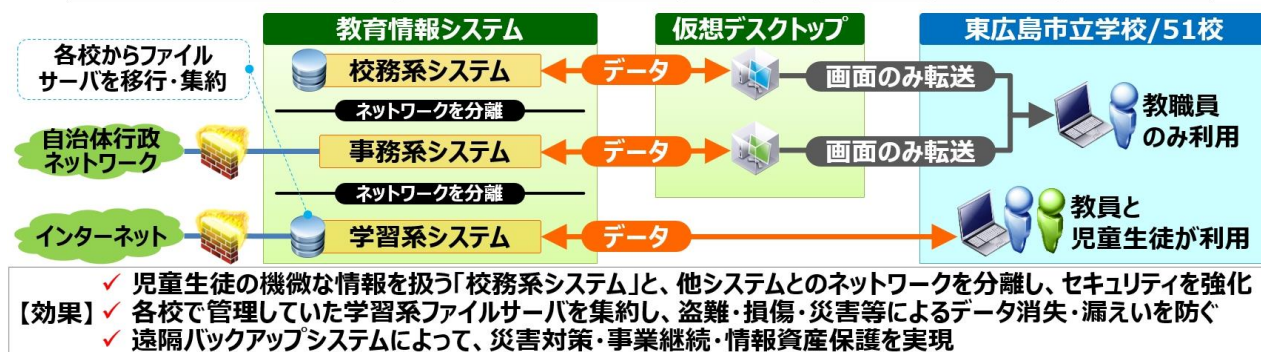 教育情報システム
仮想デスクトップ
東広島市立学校/51校
各校からファイル
サーバを移行・集約
校務系システム
データ
画面のみ転送
ネットワークを分離
教職員
のみ利用
自治体行政
ネットワーク
事務系システム
データ
画面のみ転送
ネットワークを分離
インターネット
学習系システム
データ
教員と
児童生徒が利用
【効果】
✓ 児童生徒の機微な情報を扱う「校務系システム」と、他システムとのネットワークを分離し、セキュリティを強化
✓ 各校で管理していた学習系ファイルサーバを集約し、盗難・損傷・災害等によるデータ消失・漏えいを防ぐ
✓ 遠隔バックアップシステムによって、災害対策・事業継続・情報資産保護を実現